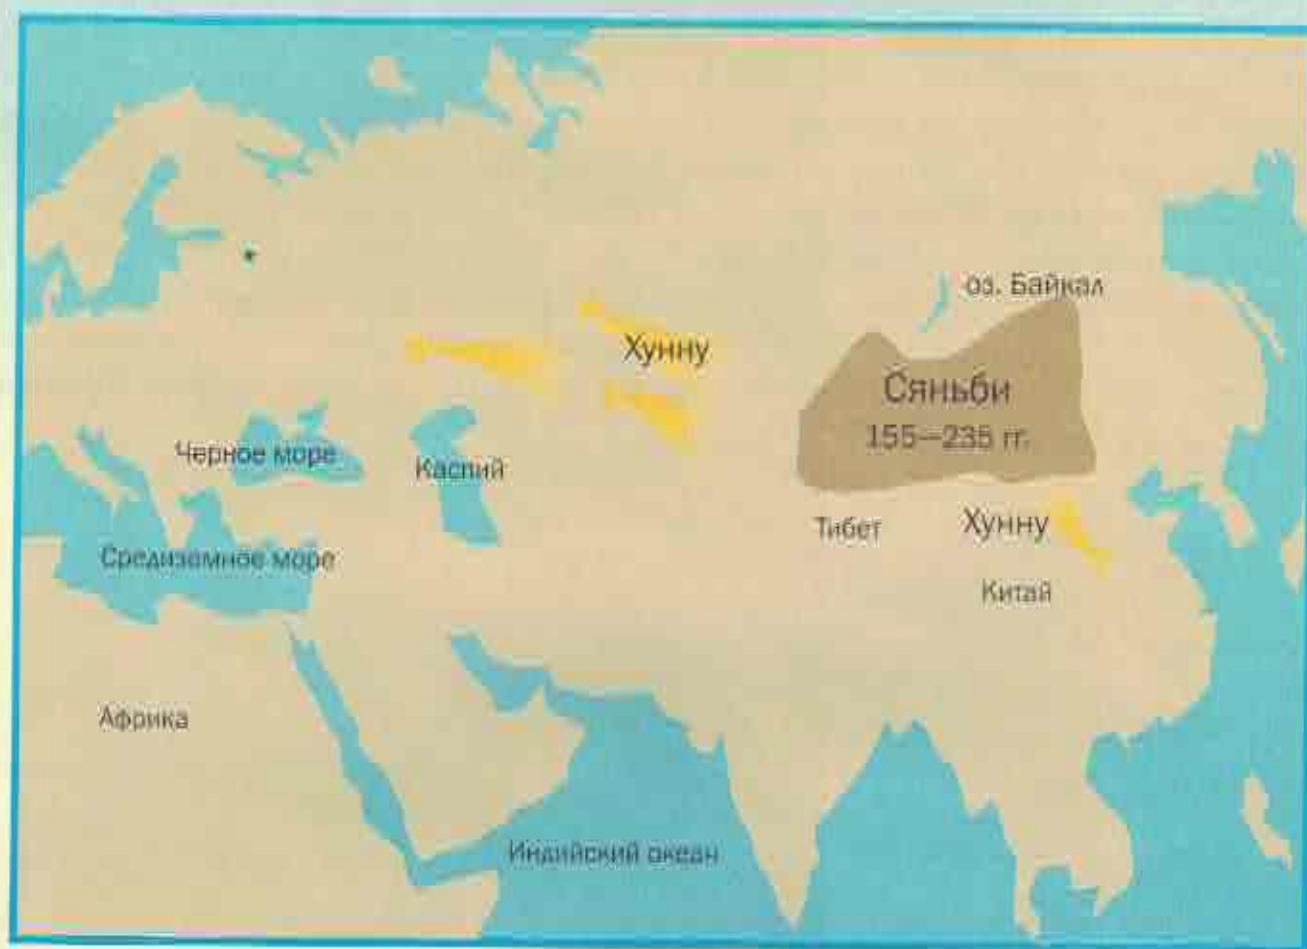 оз. Байкал
Хунну
Сяньби
155—235 гг.
Черное море
Каспий
Тибет
Хунну
Средиземное море
Китай
Африка
Индийский океан